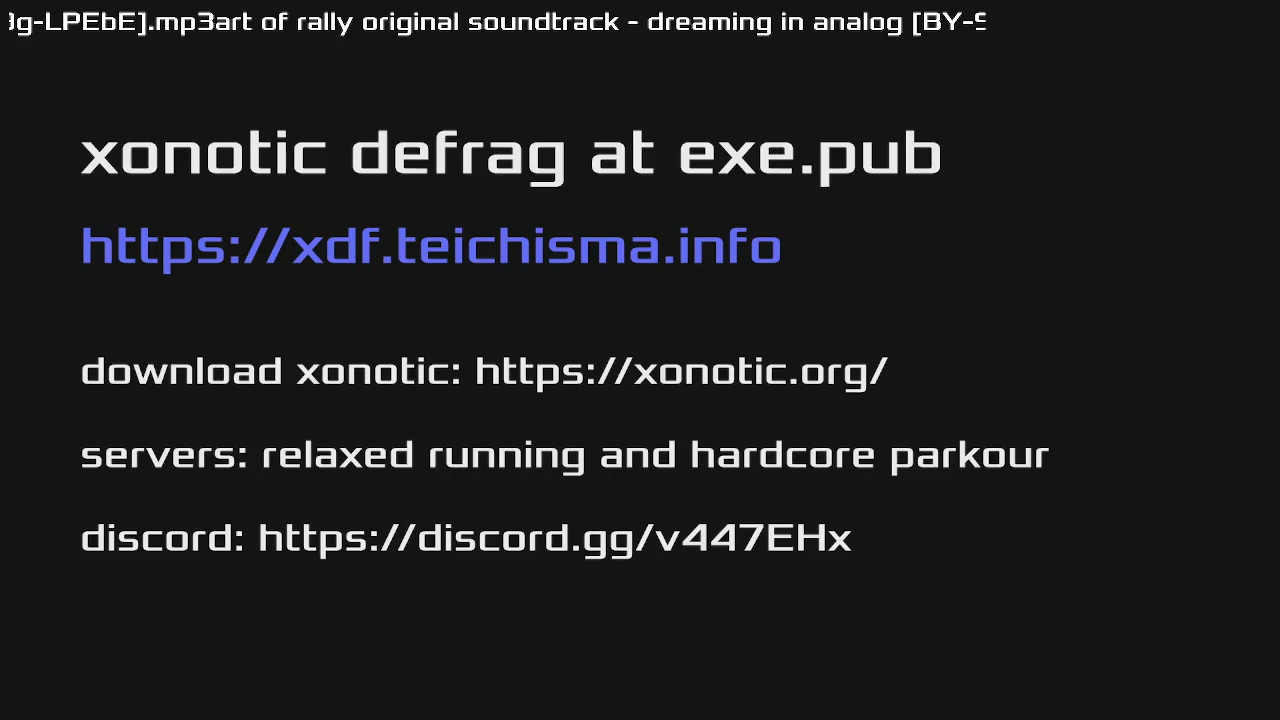 3g-LPEbE].mp3art of rally original soundtrack - dreaming in analog [BY-9
xonotic defrag at exe.pub
https://xdf.teichisma.info
download xonotic: https://xonotic.org/
servers: relaxed running and hardcore parkour
discord: https://discord.gg/v447EHx